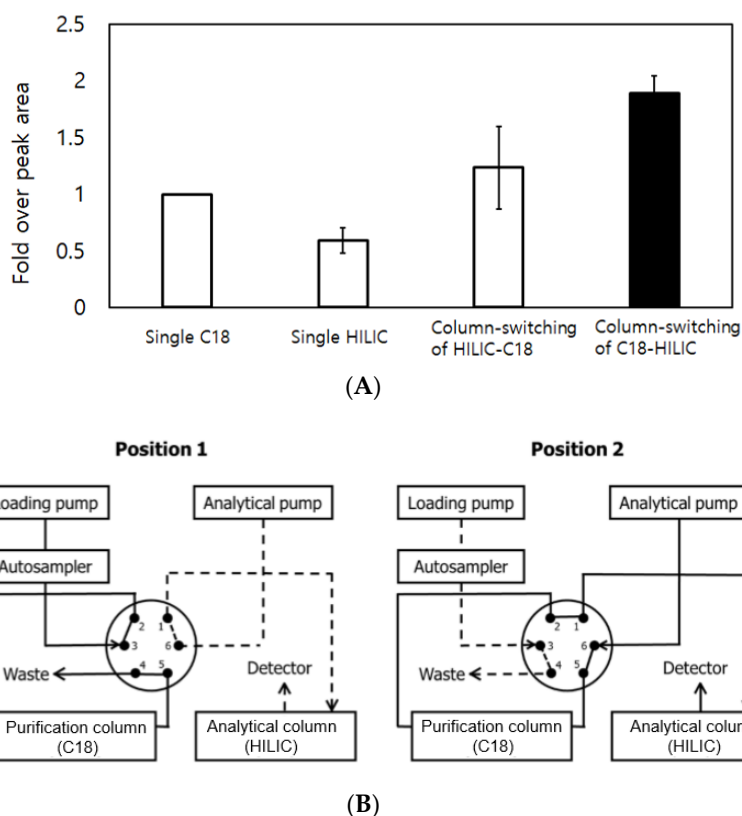 2.5
2
1.5
1
0.5
0
Fold over peak area
Single C18
Single HILIC
Column-switching
of HILIC-C18
Column-switching
of C18-HILIC
(A)
Position 1
oading pump
Analytical pump
Autosampler
2
1
3
6
4
5
Waste
Detector
Purification column
(C18)
Analytical column
(HILIC)
Position 2
Loading pump
Analytical pump
Autosampler
2
1
3
6
4
5
Waste
Detector
Purification column
(C18)
Analytical colum
(HILIC)
(B)